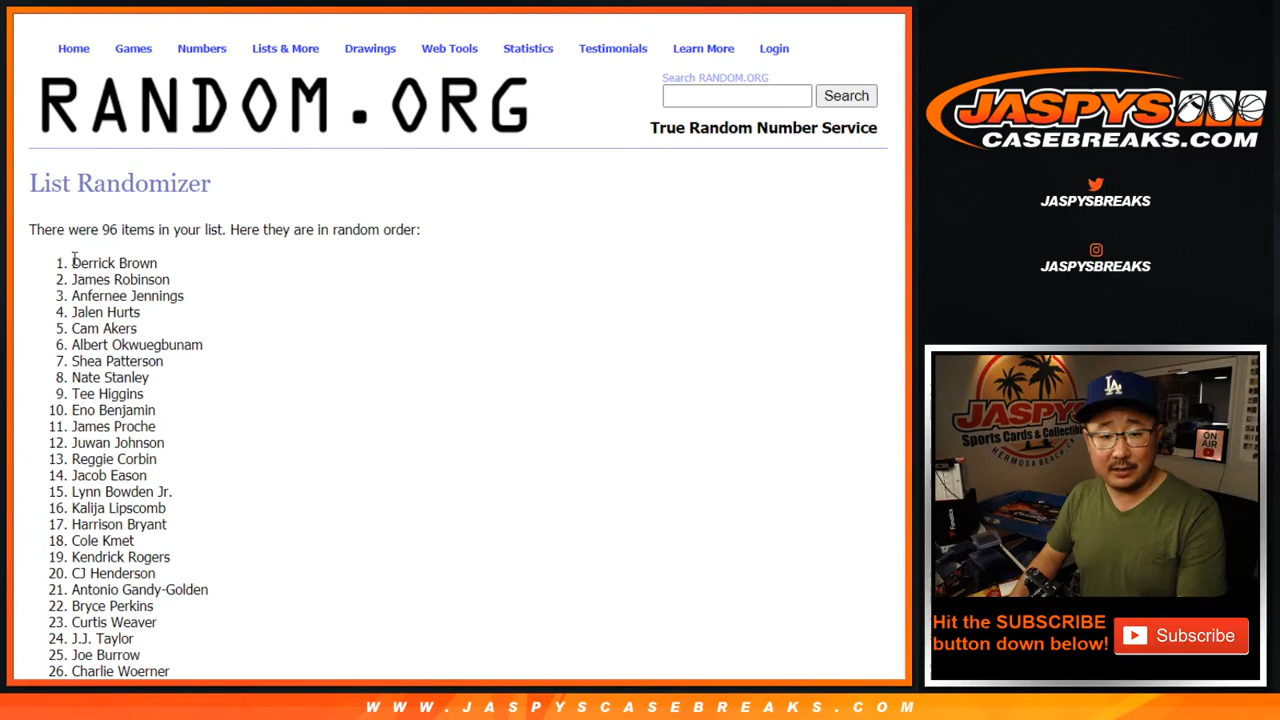 Home Games Numbers Lists & More Drawings Web Tools Statistics Testimonials Learn More Login
RANDOM.ORG
Search RANDOM.ORG
Search
True Random Number Service
List Randomizer
There were 96 items in your list. Here they are in random order:
1. Derrick Brown
2. James Robinson
3. Anfernee Jennings
4. Jalen Hurts
5. Cam Akers
6. Albert Okwuegbunam
7. Shea Patterson
8. Nate Stanley
9. Tee Higgins
10. Eno Benjamin
11. James Proche
12. Juwan Johnson
13. Reggie Corbin
14. Jacob Eason
15. Lynn Bowden Jr.
16. Kalija Lipscomb
17. Harrison Bryant
18. Cole Kmet
19. Kendrick Rogers
20. CJ Henderson
21. Antonio Gandy-Golden
22. Bryce Perkins
23. Curtis Weaver
24. J.J. Taylor
25. Joe Burrow
26. Charlie Woerner
JASPYS
CASEBREAKS.COM
JASPYSBREAKS
JASPYSBREAKS
JASPYS
Sports Cards & Collectibles
HERMOSA BEACH, CA
LA
ON
AIR
Hit the SUBSCRIBE
button down below!
Subscribe
WWW.JASPYSCASEBREAKS.COM